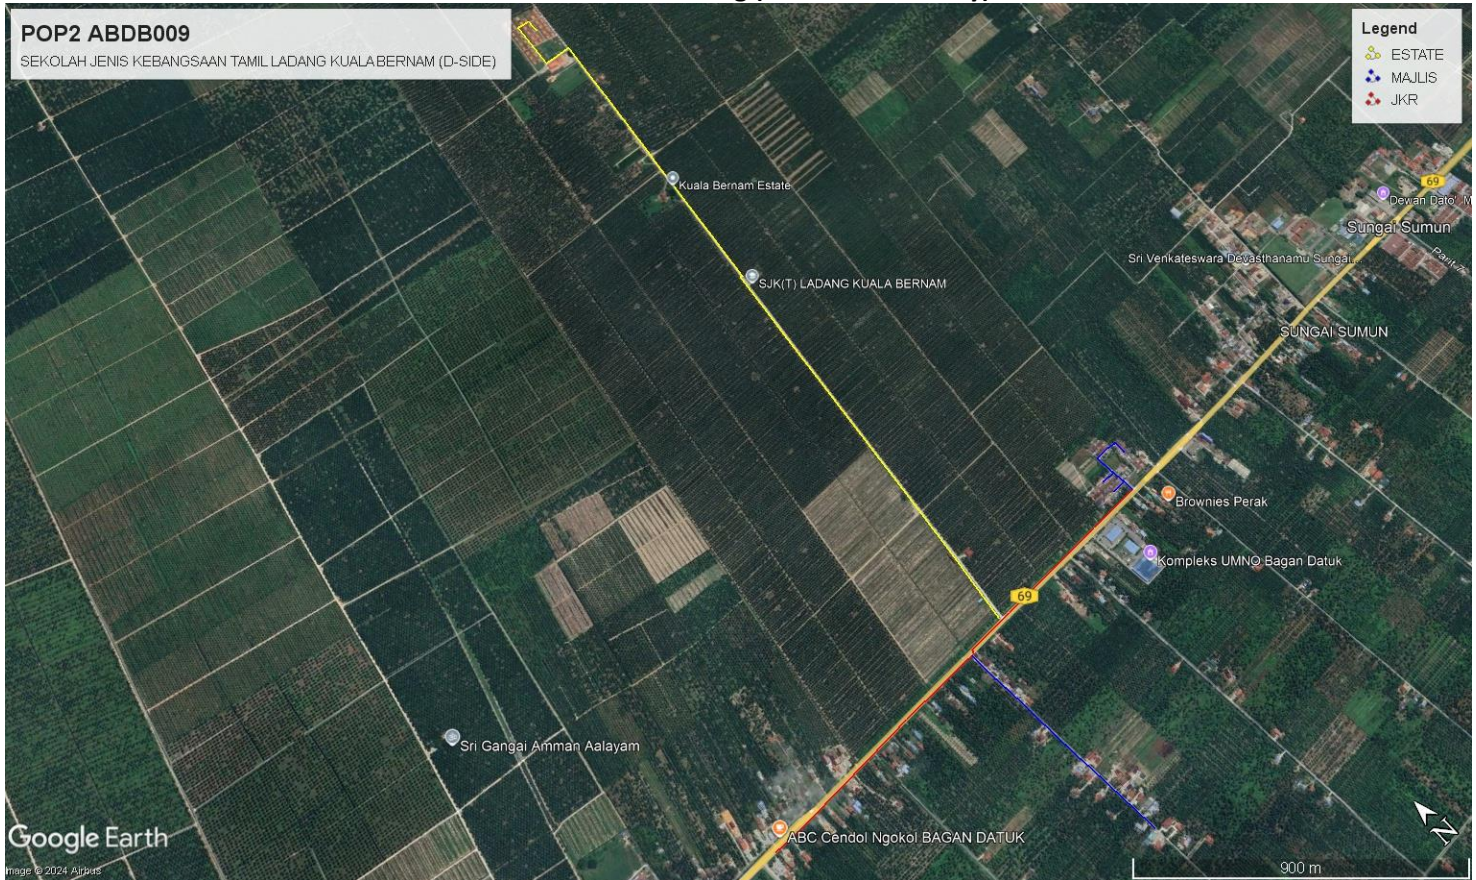 POP2 ABDB009
SEKOLAH JENIS KEBANGSAAN TAMIL LADANG KUALA BERNAM (D-SIDE)
Legend
ESTATE
MAJLIS
JKR
Kuala Bernam Estate
69
Dewan Dato'. M
Sungai Sumun
Sri Venkateswara Devasthanamu Sungai...
SJK(T) LADANG KUALA BERNAM
SUNGAI SUMUN
Brownies Perak
Kompleks UMNO Bagan Datuk
69
Sri Gangai Amman Aalayam
ABC Cendol Ngokol BAGAN DATUK
N
Google Earth
900 m
Image © 2024 Airbus